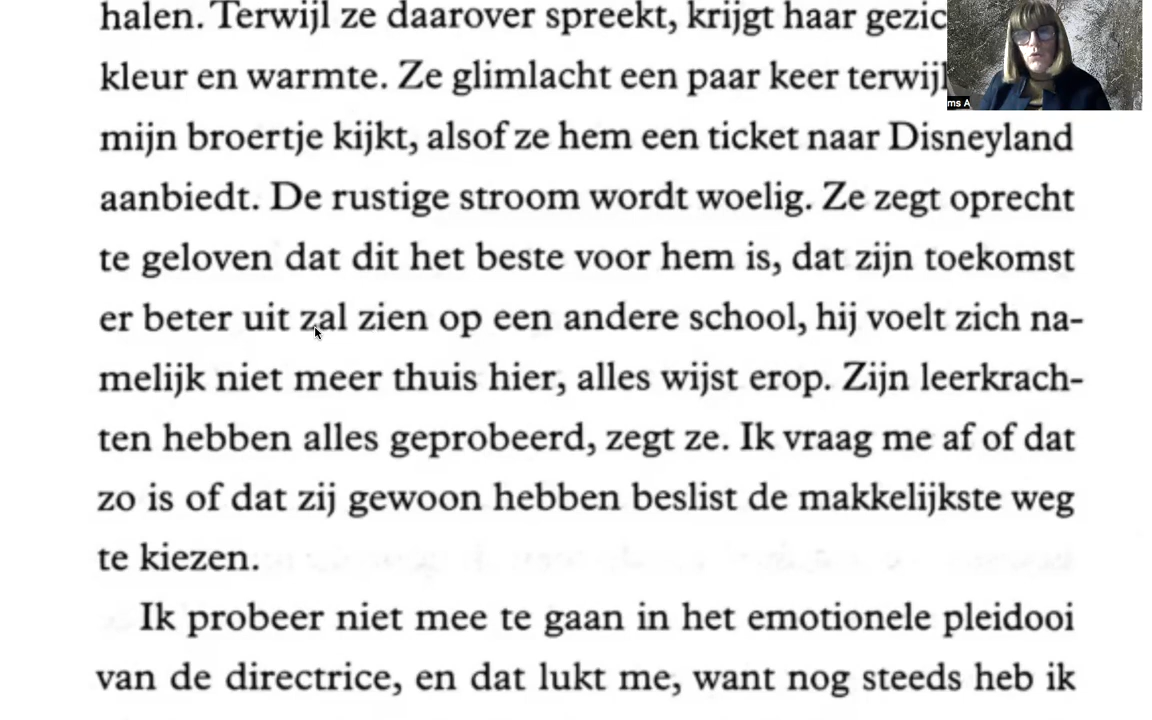 halen. Terwijl ze daarover spreekt, krijgt haar
kleur en warmte. Ze glimlacht een paar keer terwijl
ms A
mijn broertje kijkt, alsof ze hem een ticket naar Disneyland
aanbiedt. De rustige stroom wordt woelig. Ze zegt oprecht
te geloven dat dit het beste voor hem is, dat zijn toekomst
er beter uit zal zien op een andere school, hij voelt zich na-
melijk niet meer thuis hier, alles wijst erop. Zijn leerkrach-
ten hebben alles geprobeerd, zegt ze. Ik vraag me af of dat
zo is of dat zij gewoon hebben beslist de makkelijkste weg
te kiezen.
Ik probeer niet mee te gaan in het emotionele pleidooi
van de directrice, en dat lukt me, want nog steeds heb ik